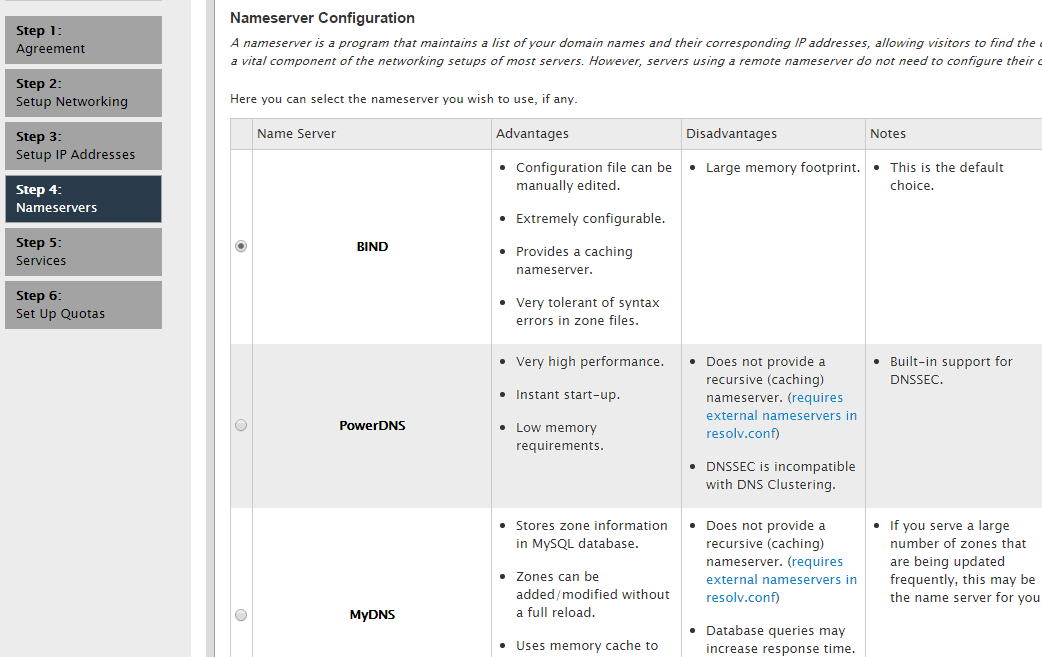 Step 1:
Agreement
Step 2:
Setup Networking
Step 3:
Setup IP Addresses
Step 4:
Nameservers
Step 5:
Services
Step 6:
Set Up Quotas
Nameserver Configuration
A nameserver is a program that maintains a list of your domain names and their corresponding IP addresses, allowing visitors to find the
a vital component of the networking setups of most servers. However, servers using a remote nameserver do not need to configure their
Here you can select the nameserver you wish to use, if any.
Name Server
Advantages
Disadvantages
Notes
BIND
• Configuration file can be
manually edited.
• Extremely configurable.
• Provides a caching
nameserver.
• Very tolerant of syntax
errors in zone files.
• Large memory footprint.
• This is the default
choice.
PowerDNS
• Very high performance.
• Instant start-up.
• Low memory
requirements.
• Does not provide a
recursive (caching)
nameserver. (requires
external nameservers in
resolv.conf)
• DNSSEC is incompatible
with DNS Clustering.
• Built-in support for
DNSSEC.
MyDNS
• Stores zone information
in MySQL database.
• Zones can be
added/modified without
a full reload.
• Uses memory cache to
• Does not provide a
recursive (caching)
nameserver. (requires
external nameservers in
resolv.conf)
• Database queries may
increase response time.
• If you serve a large
number of zones that
are being updated
frequently, this may be
the name server for you